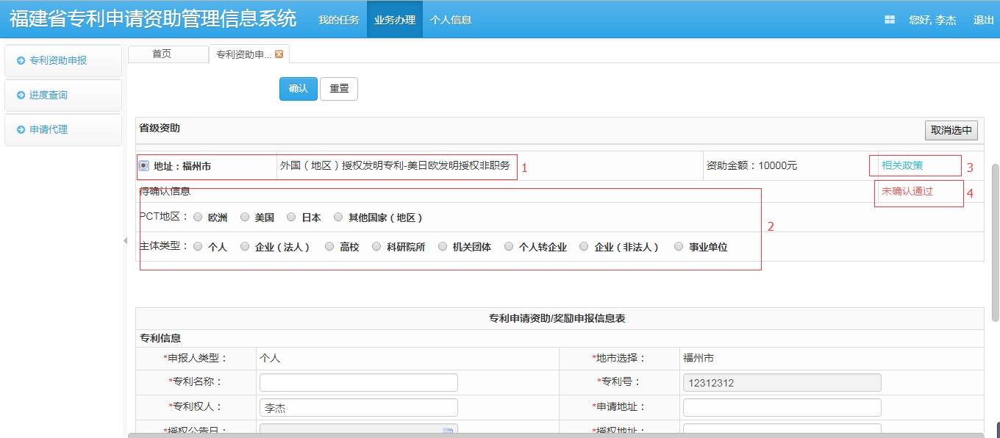 福建省专利申请资助管理信息系统 我的任务 业务办理 个人信息 您好, 李杰 退出
专利资助申报
进度查询
申请代理
首页 专利资助申...
确认 重置
省级资助 取消选中
地址：福州市 外国（地区）授权发明专利-美日欧发明授权非职务 1 资助金额：10000元 相关政策 3
待确认信息 未确认通过 4
PCT地区： 欧洲 美国 日本 其他国家（地区） 2
主体类型： 个人 企业（法人） 高校 科研院所 机关团体 个人转企业 企业（非法人） 事业单位
专利申请资助/奖励申报信息表
专利信息
*申报人类型： 个人 *地市选择： 福州市
*专利名称： *专利号： 12312312
*专利权人： 李杰 *申请地址：
*授权公告日： *授权地址：